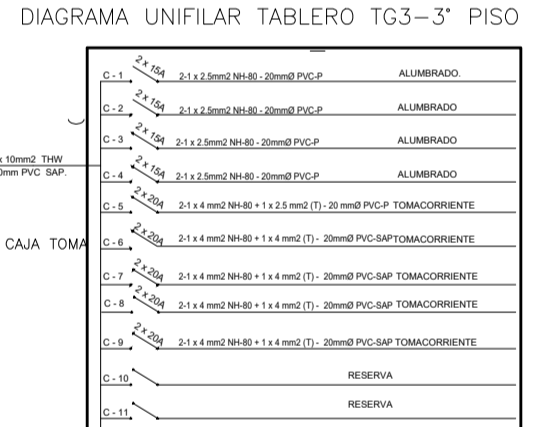 DIAGRAMA UNIFILAR TABLERO TG3-3° PISO
C - 1 2 x 15A 2-1 x 2.5mm2 NH-80 - 20mmØ PVC-P ALUMBRADO.
C - 2 2 x 15A 2-1 x 2.5mm2 NH-80 - 20mmØ PVC-P ALUMBRADO
C - 3 2 x 15A 2-1 x 2.5mm2 NH-80 - 20mmØ PVC-P ALUMBRADO
x 10mm2 THW
0mm PVC SAP.
C - 4 2 x 15A 2-1 x 2.5mm2 NH-80 - 20mmØ PVC-P ALUMBRADO
C - 5 2 x 20A 2-1 x 4 mm2 NH-80 + 1 x 2.5 mm2 (T) - 20 mmØ PVC-P TOMACORRIENTE
CAJA TOMA
C - 6 2 x 20A 2-1 x 4 mm2 NH-80 + 1 x 4 mm2 (T) - 20mmØ PVC-SAP TOMACORRIENTE
C - 7 2 x 20A 2-1 x 4 mm2 NH-80 + 1 x 4 mm2 (T) - 20mmØ PVC-SAP TOMACORRIENTE
C - 8 2 x 20A 2-1 x 4 mm2 NH-80 + 1 x 4 mm2 (T) - 20mmØ PVC-SAP TOMACORRIENTE
C - 9 2 x 20A 2-1 x 4 mm2 NH-80 + 1 x 4 mm2 (T) - 20mmØ PVC-SAP TOMACORRIENTE
C - 10 RESERVA
C - 11 RESERVA